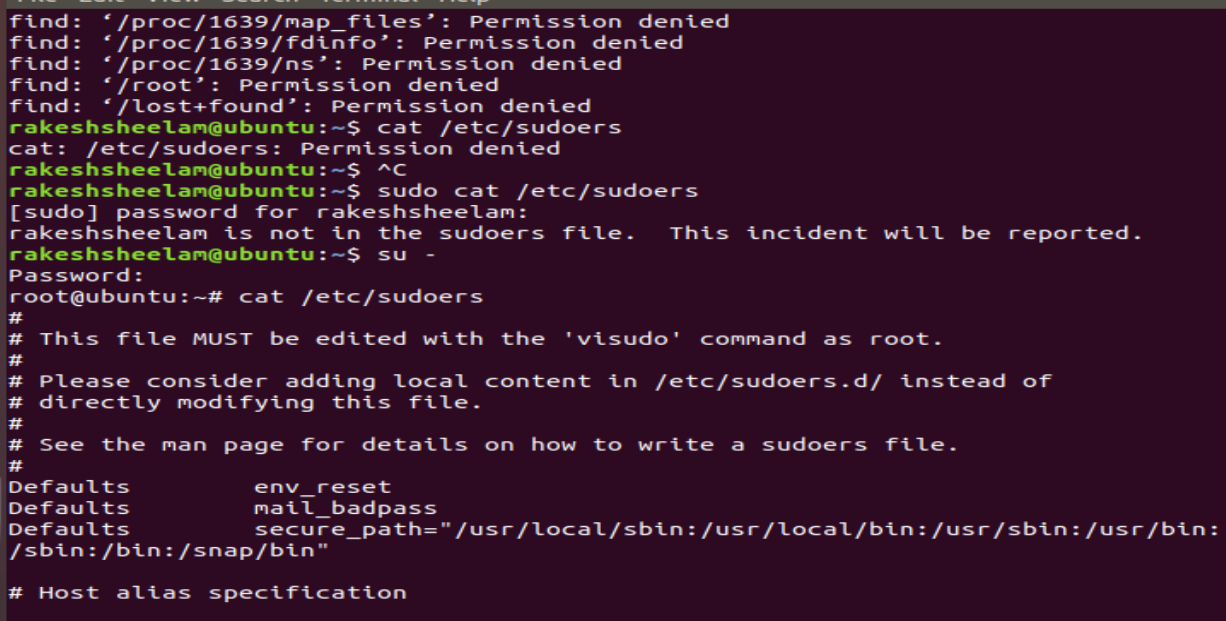 File Edit View Search Terminal Help
find: ‘/proc/1639/map_files’: Permission denied
find: ‘/proc/1639/fdinfo’: Permission denied
find: ‘/proc/1639/ns’: Permission denied
find: ‘/root’: Permission denied
find: ‘/lost+found’: Permission denied
rakeshsheelam@ubuntu:~$ cat /etc/sudoers
cat: /etc/sudoers: Permission denied
rakeshsheelam@ubuntu:~$ ^C
rakeshsheelam@ubuntu:~$ sudo cat /etc/sudoers
[sudo] password for rakeshsheelam:
rakeshsheelam is not in the sudoers file.  This incident will be reported.
rakeshsheelam@ubuntu:~$ su -
Password:
root@ubuntu:~# cat /etc/sudoers
#
# This file MUST be edited with the 'visudo' command as root.
#
# Please consider adding local content in /etc/sudoers.d/ instead of
# directly modifying this file.
#
# See the man page for details on how to write a sudoers file.
#
Defaults        env_reset
Defaults        mail_badpass
Defaults        secure_path="/usr/local/sbin:/usr/local/bin:/usr/sbin:/usr/bin:
/sbin:/bin:/snap/bin"

# Host alias specification